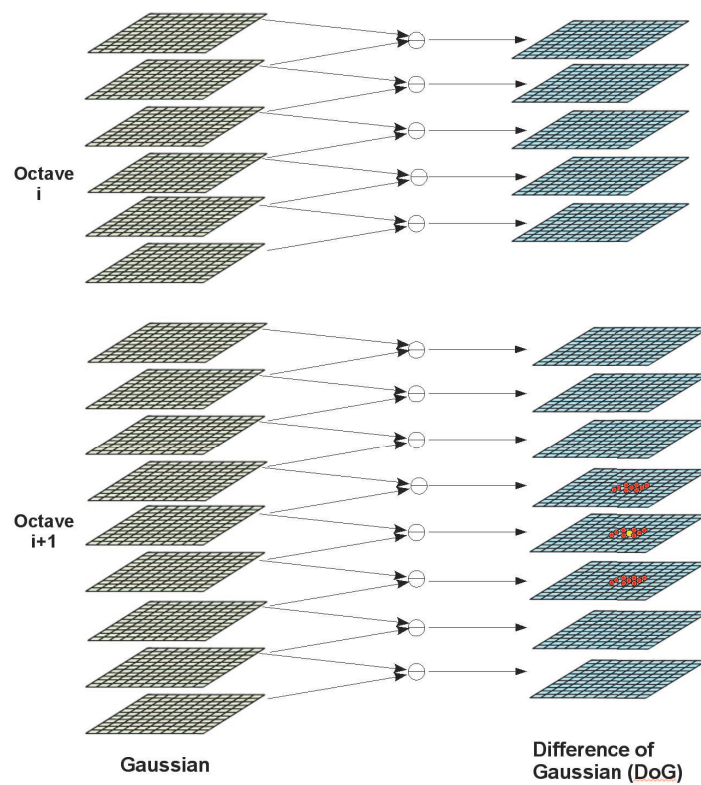 Octave
i
Octave
i+1
Gaussian
Difference of
Gaussian (DoG)